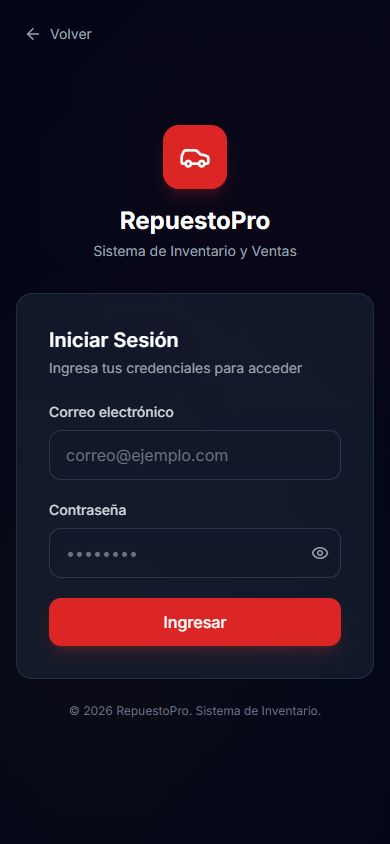 Volver
RepuestoPro
Sistema de Inventario y Ventas
Iniciar Sesión
Ingresa tus credenciales para acceder
Correo electrónico
correo@ejemplo.com
Contraseña
••••••••
Ingresar
© 2026 RepuestoPro. Sistema de Inventario.